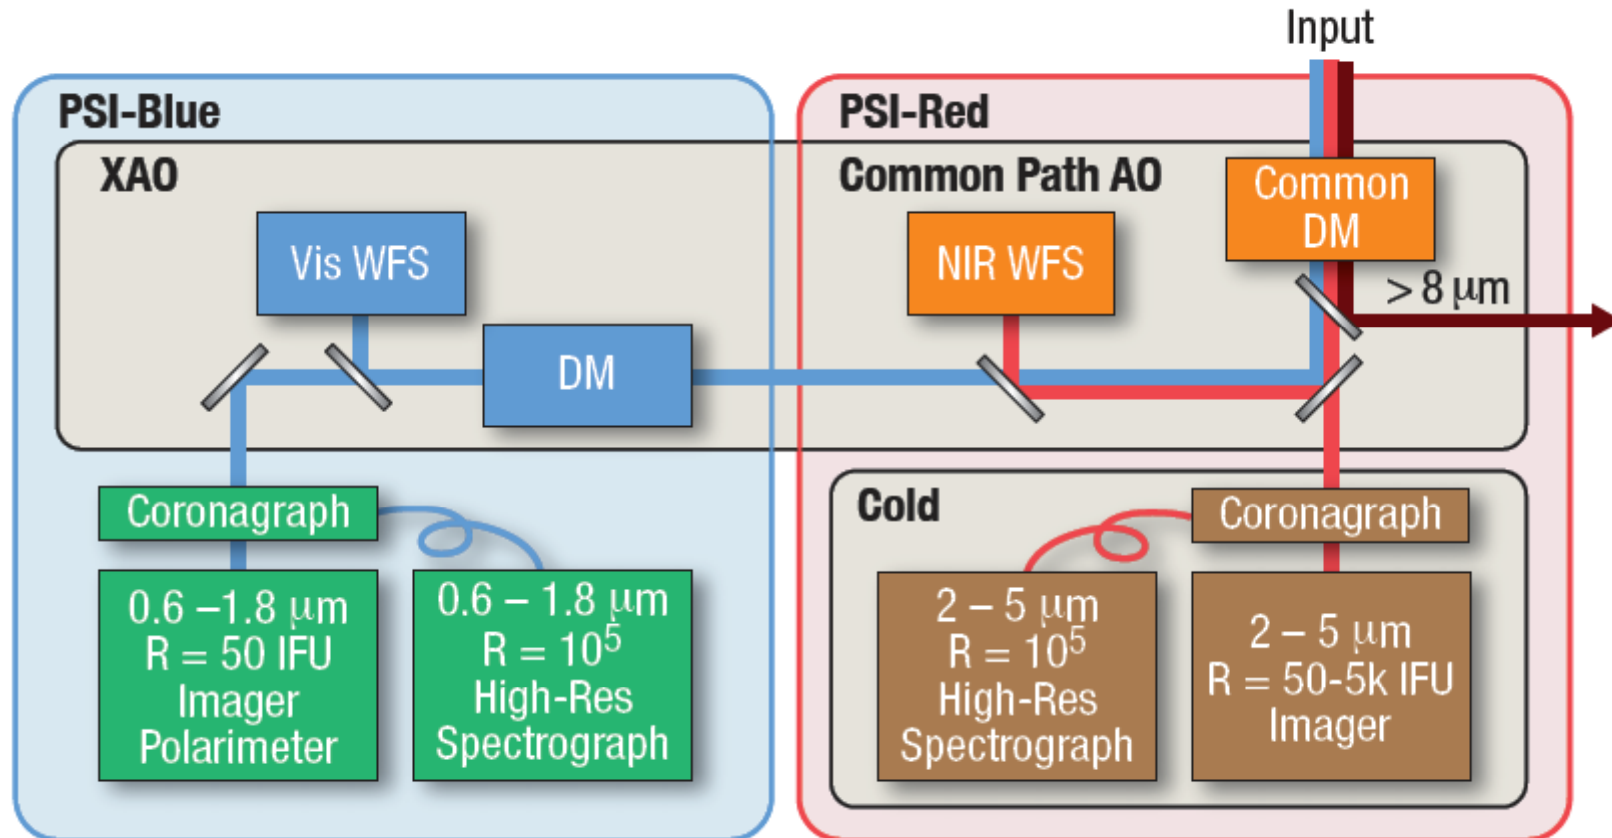 Input
PSI-Blue
PSI-Red
XAO
Common Path AO
Common
DM
Vis WFS
NIR WFS
> 8 μm
DM
Coronagraph
0.6 –1.8 μm
R = 50 IFU
Imager
Polarimeter
0.6 – 1.8 μm
R = 10⁵
High-Res
Spectrograph
Cold
Coronagraph
2 – 5 μm
R = 10⁵
High-Res
Spectrograph
2 – 5 μm
R = 50-5k IFU
Imager